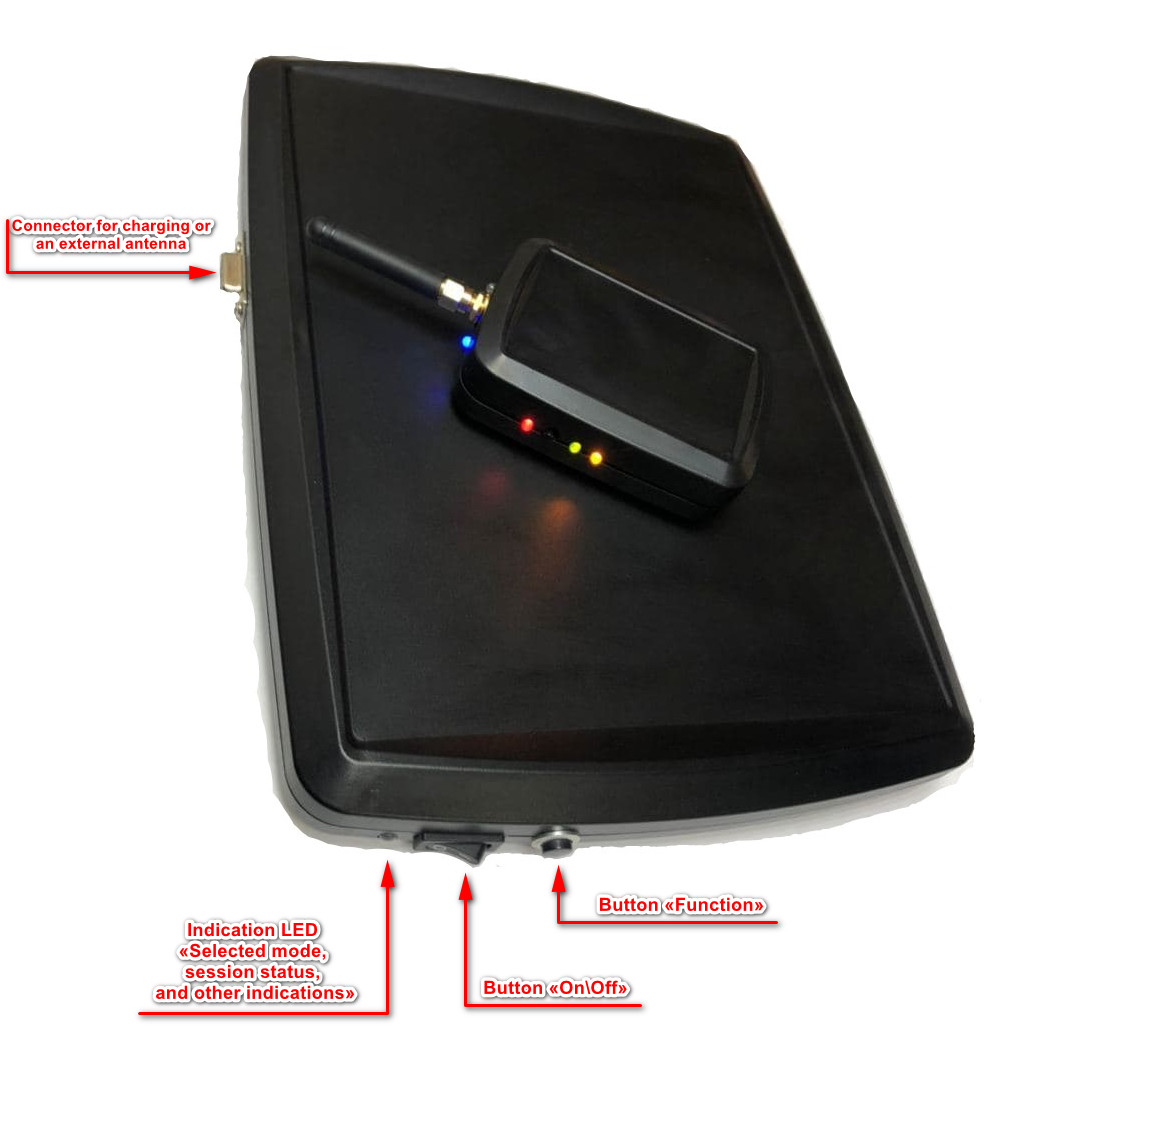 Connector for charging or
an external antenna
Button «Function»
Indication LED
«Selected mode,
session status,
and other indications»
Button «On\Off»